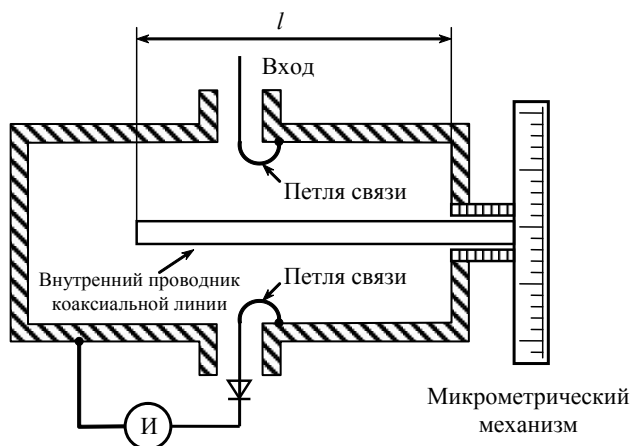 l
Вход
Петля связи
Внутренний проводник
коаксиальной линии
Петля связи
И
Микрометрический
механизм